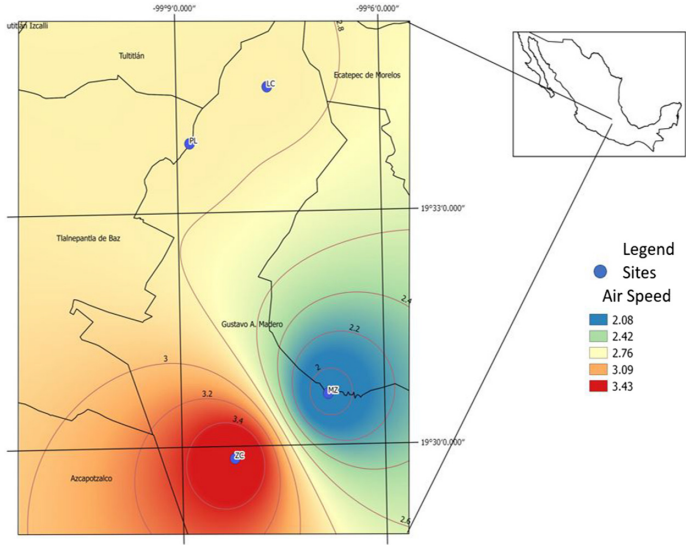 -99°9'0.000"
-99°6'0.000"
utitlán Izcalli
2.8
Tultitlán
Ecatepec de Morelos
LC
PL
19°33'0.000"
Tlalnepantla de Baz
Legend
Sites
Air Speed
2.08
2.42
2.76
3.09
3.43
2.4
Gustavo A. Madero
2.2
2
3
MZ
3.2
3.4
19°30'0.000"
ZC
Azcapotzalco
2.6